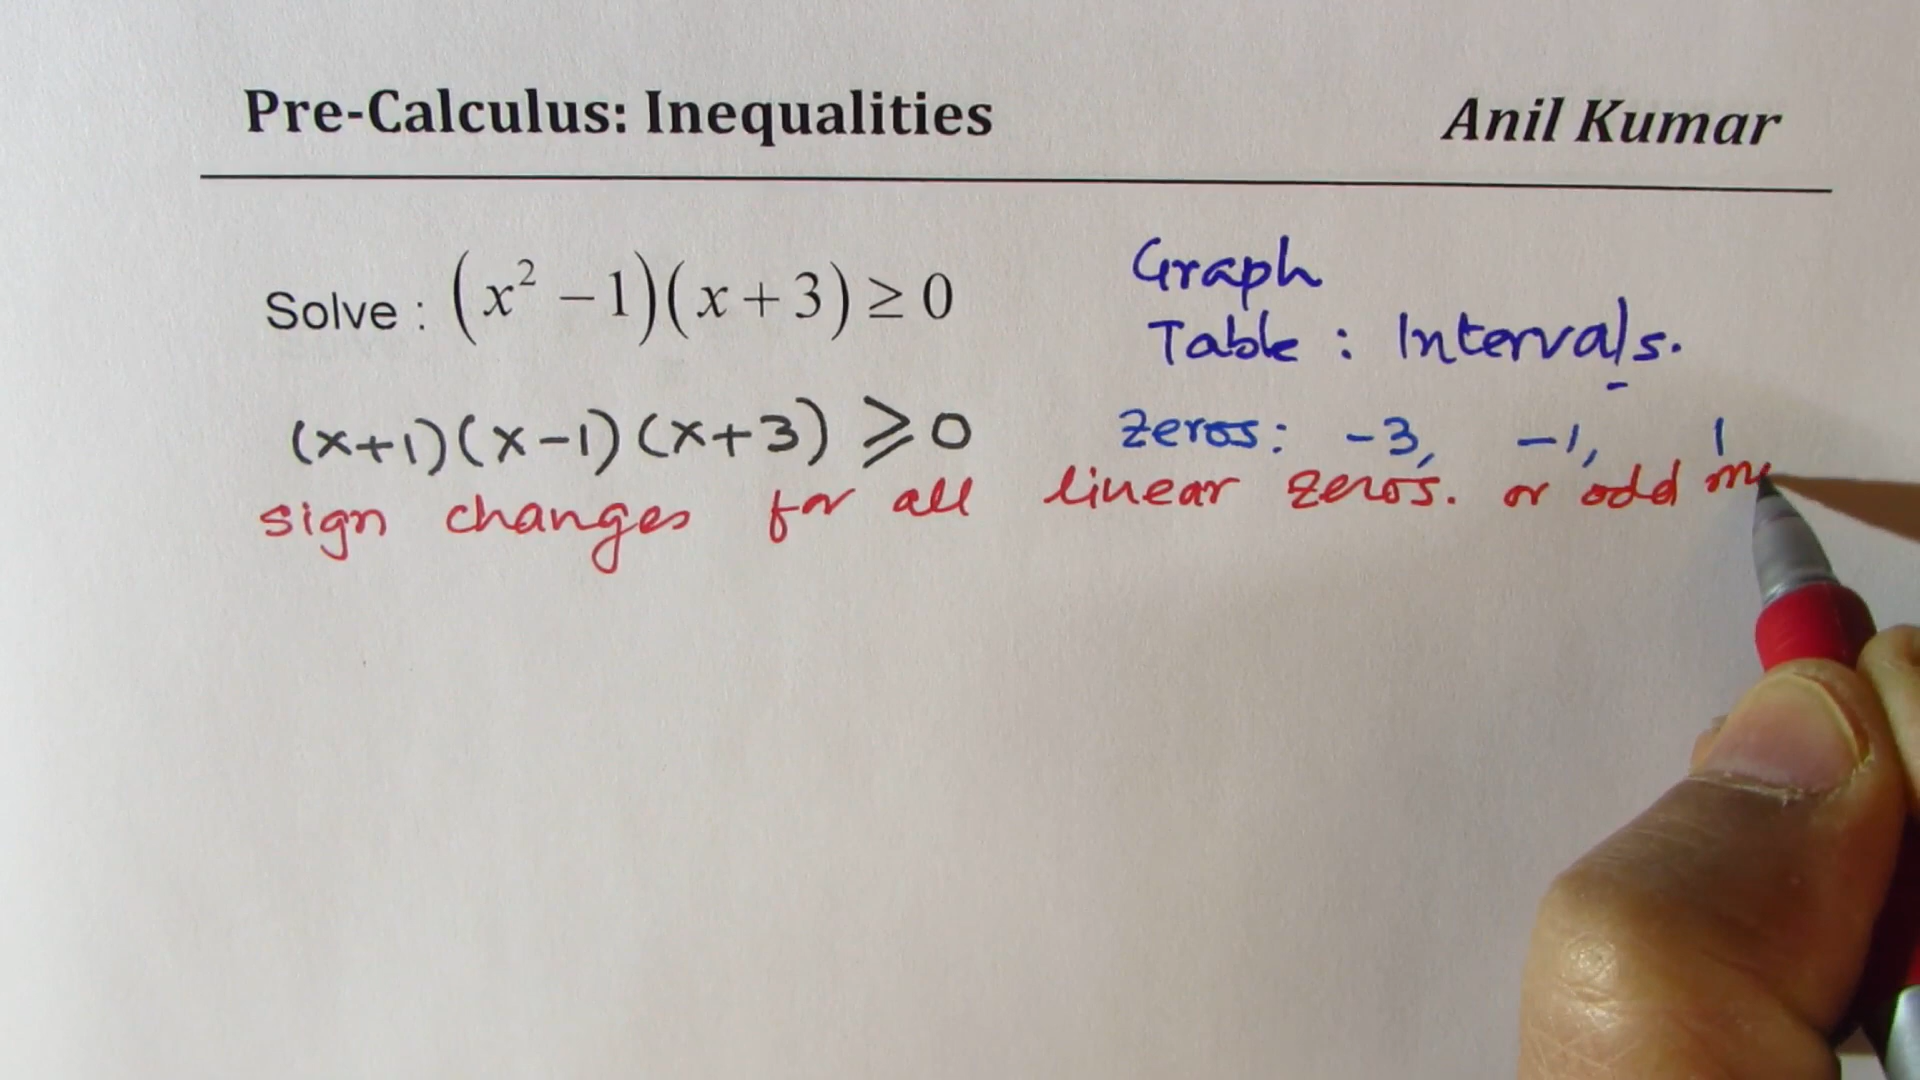 Pre-Calculus: Inequalities Anil Kumar
Solve : (x² − 1)(x + 3) ≥ 0 Graph
Table : Intervals.
(x+1)(x−1)(x+3) ≥ 0 Zeros: −3, −1, 1
sign changes for all linear zeros. or odd